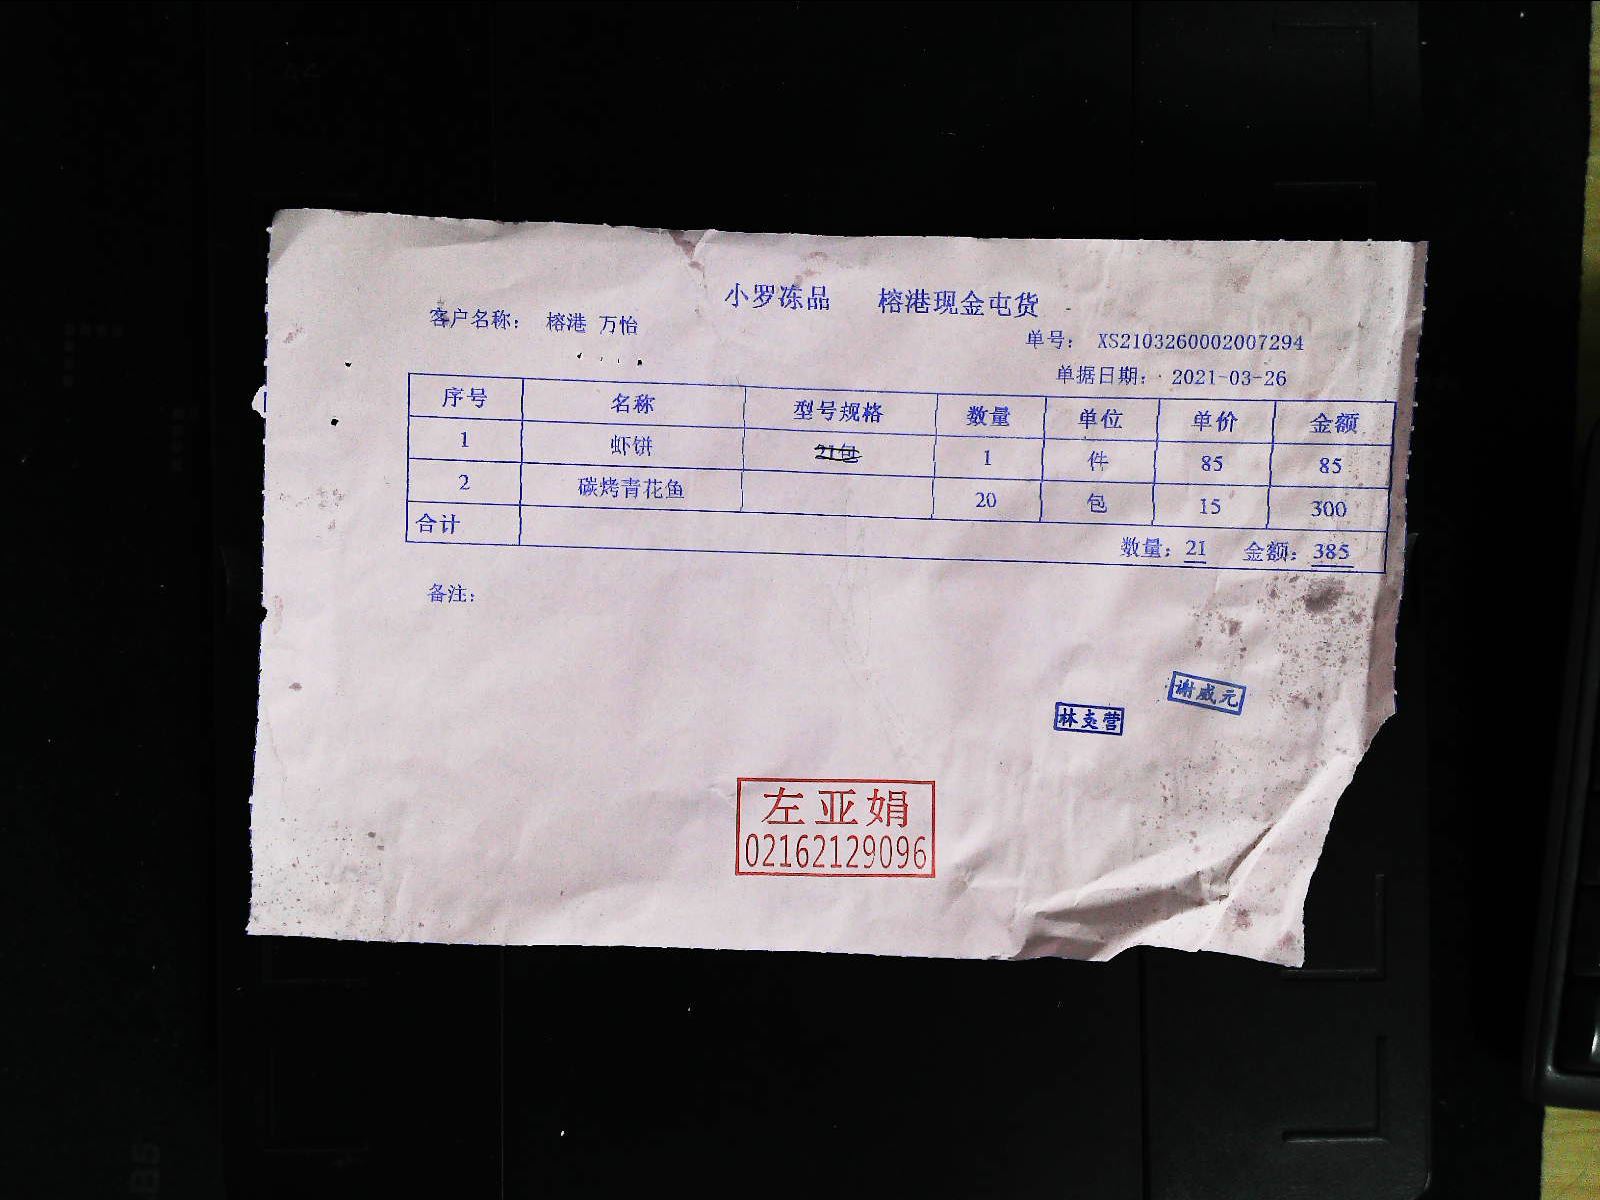 小罗冻品 榕港现金屯货
客户名称： 榕港 万怡
单号： XS2103260002007294
单据日期： 2021-03-26
序号 名称 型号规格 数量 单位 单价 金额
1 虾饼 21包 1 件 85 85
2 碳烤青花鱼 20 包 15 300
合计 数量：21 金额：385
备注：
谢威元
林支营
左亚娟
02162129096
B5